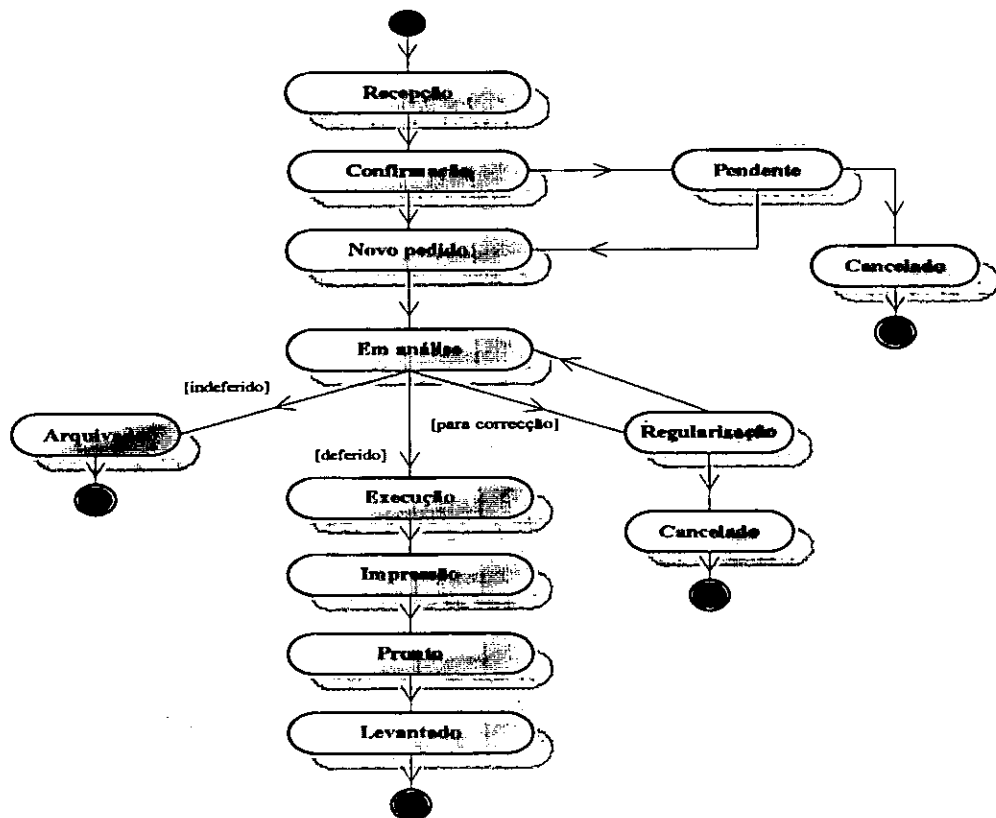 Recepção
Confirmação
Pendente
Novo pedido
Cancelado
Em análise
[indeferido]
Arquivado
[para correcção]
Regularização
[deferido]
Execução
Cancelado
Impressão
Pronto
Levantado